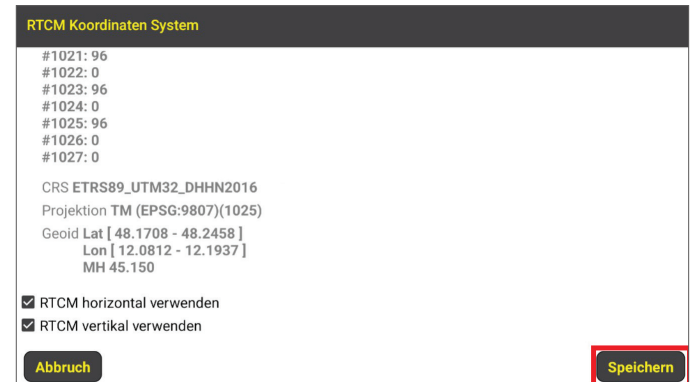 RTCM Koordinaten System
#1021: 96
#1022: 0
#1023: 96
#1024: 0
#1025: 96
#1026: 0
#1027: 0
CRS ETRS89_UTM32_DHHN2016
Projektion TM (EPSG:9807)(1025)
Geoid Lat [ 48.1708 - 48.2458 ]
Lon [ 12.0812 - 12.1937 ]
MH 45.150
RTCM horizontal verwenden
RTCM vertikal verwenden
Abbruch
Speichern